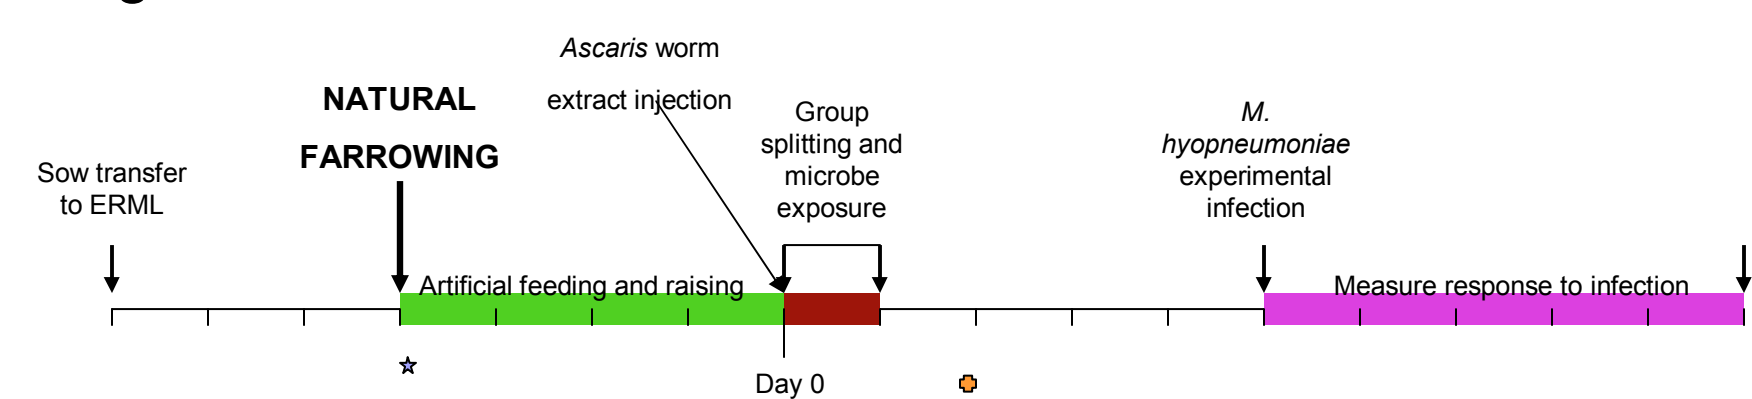 Ascaris worm
extract injection
NATURAL
FARROWING
Group
splitting and
microbe
exposure
M.
hyopneumoniae
experimental
infection
Sow transfer
to ERML
Artificial feeding and raising
Measure response to infection
Day 0